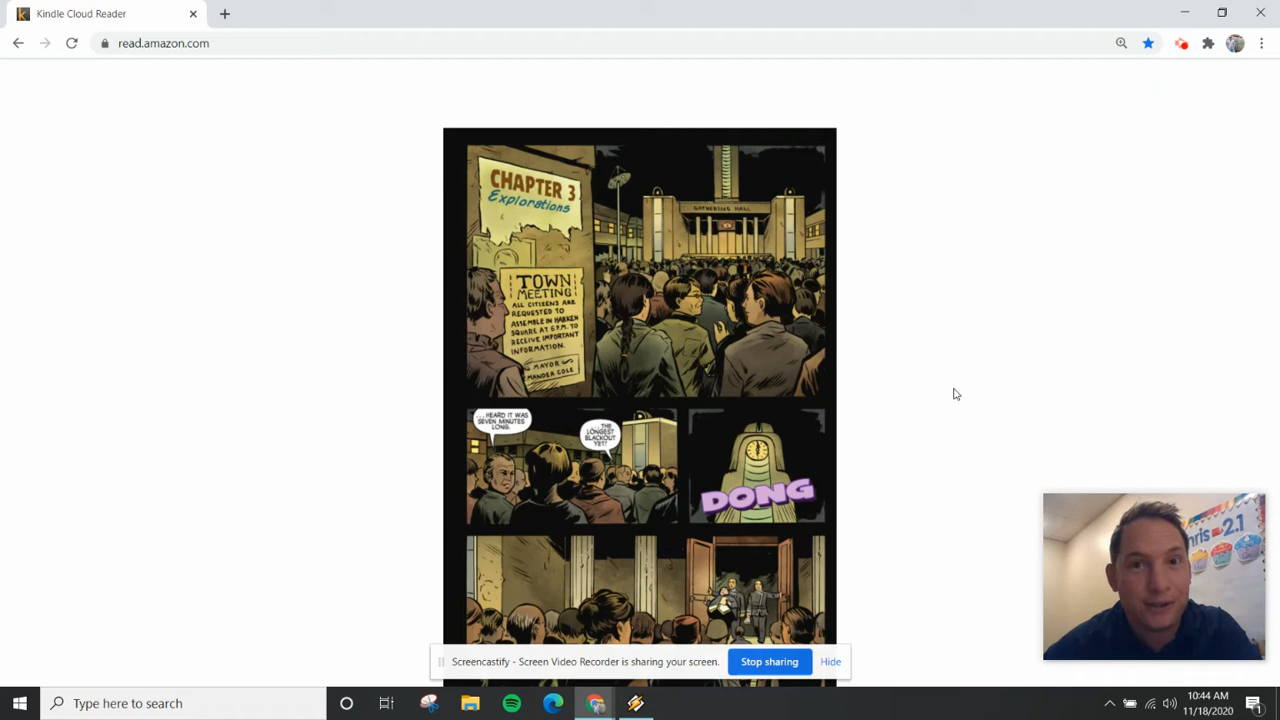 Kindle Cloud Reader
read.amazon.com
CHAPTER 3
Explorations
GATHERING HALL
TOWN
MEETING
ALL CITIZENS ARE
REQUESTED TO
ASSEMBLE IN HARKEN
SQUARE AT 6 P.M. TO
RECEIVE IMPORTANT
INFORMATION.
MAYOR
MANDER COLE
...HEARD IT WAS
SEVEN MINUTES
LONG.
...THE
LONGEST
BLACKOUT
YET!
DONG
2.1
Screencastify - Screen Video Recorder is sharing your screen.
Stop sharing
Hide
Type here to search
10:44 AM
11/18/2020
1